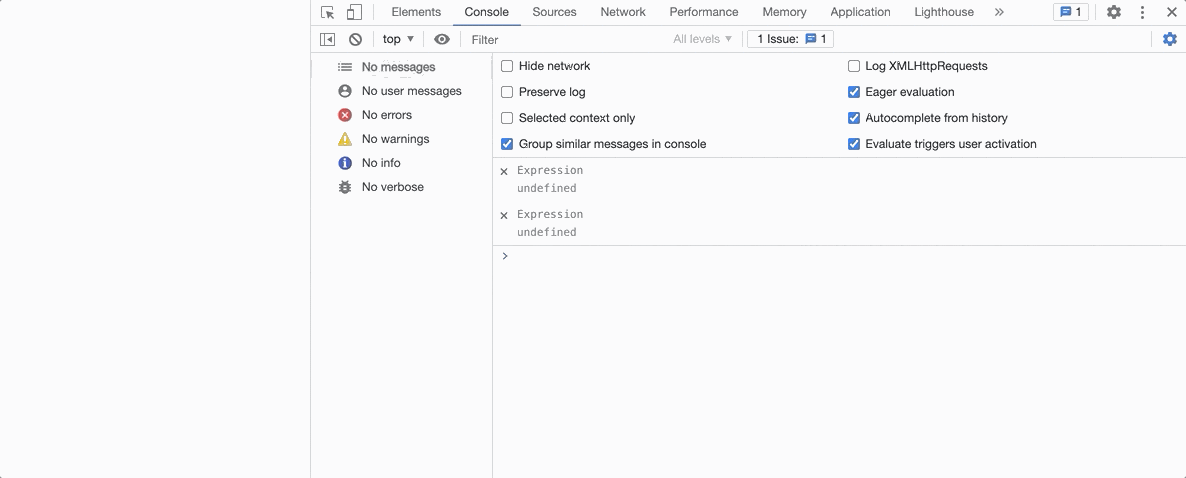 Elements Console Sources Network Performance Memory Application Lighthouse » 1
top ▼ Filter All levels ▼ 1 Issue: 1
No messages
No user messages
No errors
No warnings
No info
No verbose
Hide network Log XMLHttpRequests
Preserve log Eager evaluation
Selected context only Autocomplete from history
Group similar messages in console Evaluate triggers user activation
Expression
undefined
Expression
undefined
>